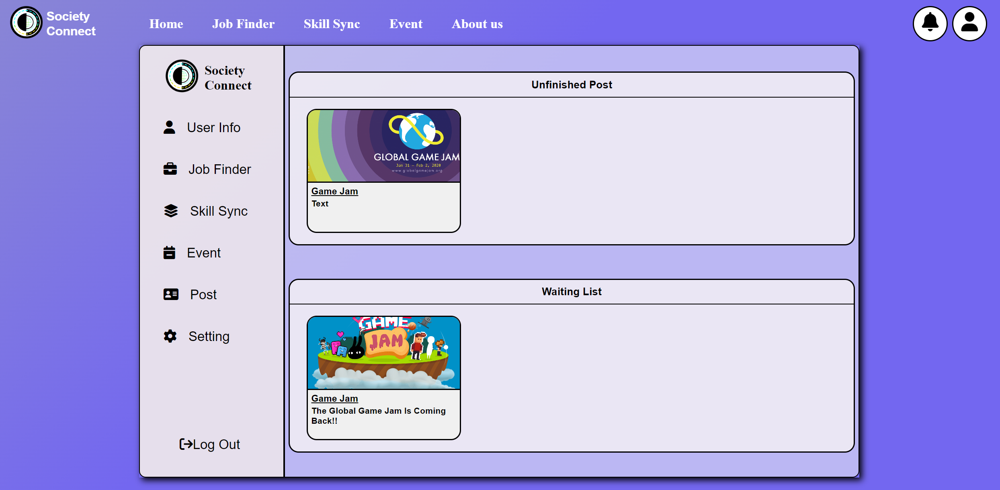 Society
Connect
Home
Job Finder
Skill Sync
Event
About us
Society
Connect
User Info
Job Finder
Skill Sync
Event
Post
Setting
Log Out
Unfinished Post
GLOBAL GAME JAM
Jan 31 – Feb 2, 2020
www.globalgamejam.org
Game Jam
Text
Waiting List
GAME
JAM
Game Jam
The Global Game Jam Is Coming
Back!!